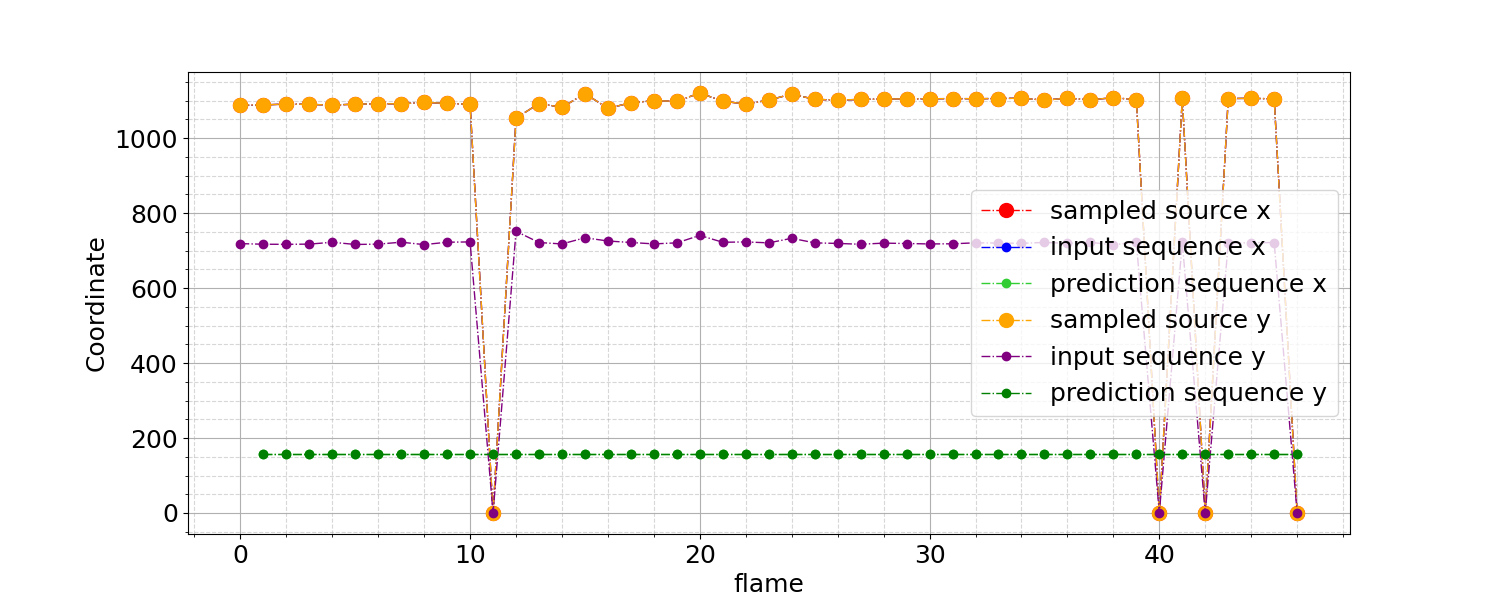 1000
800
600
400
200
0
Coordinate
sampled source x
input sequence x
prediction sequence x
sampled source y
input sequence y
prediction sequence y
0 10 20 30 40
flame